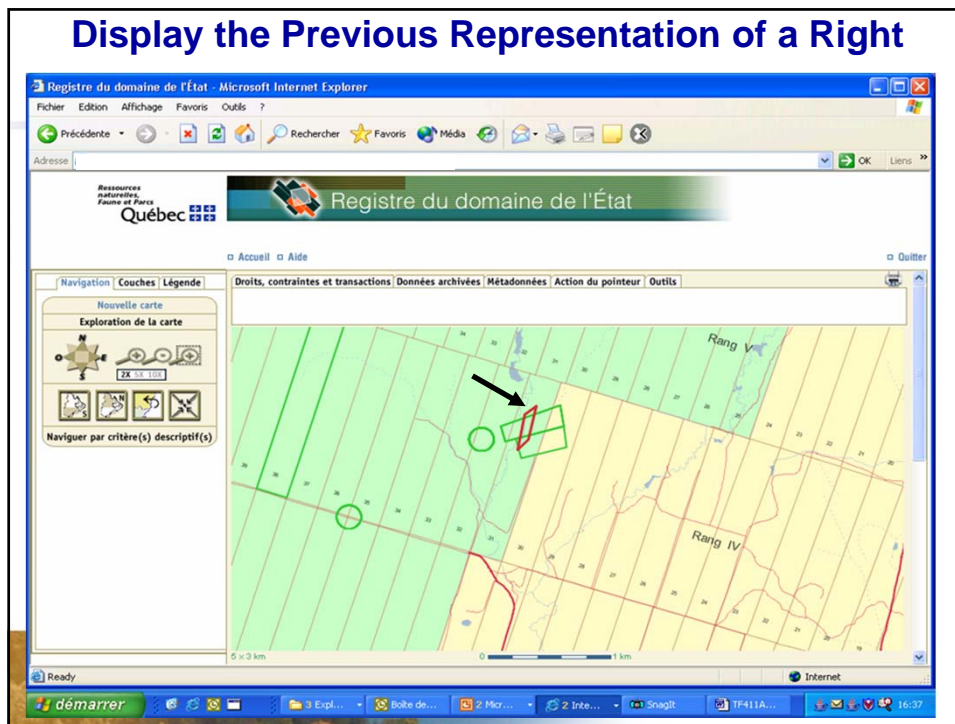 Display the Previous Representation of a Right
Registre du domaine de l'État - Microsoft Internet Explorer
Fichier Edition Affichage Favoris Outils ?
Précédente Rechercher Favoris Média
Adresse OK Liens »
Ressources
naturelles,
Faune et Parcs
Québec
Registre du domaine de l'État
Accueil Aide Quitter
Navigation Couches Légende
Droits, contraintes et transactions Données archivées Métadonnées Action du pointeur Outils
Nouvelle carte
Exploration de la carte
N
O E
S
2X 5X 10X
Naviguer par critère(s) descriptif(s)
Rang V
Rang IV
6 x 3 km 0 1 km
Ready Internet
démarrer 3 Expl... Boîte de... 2 Micr... 2 Inte... SnagIt TF411A... 16:37